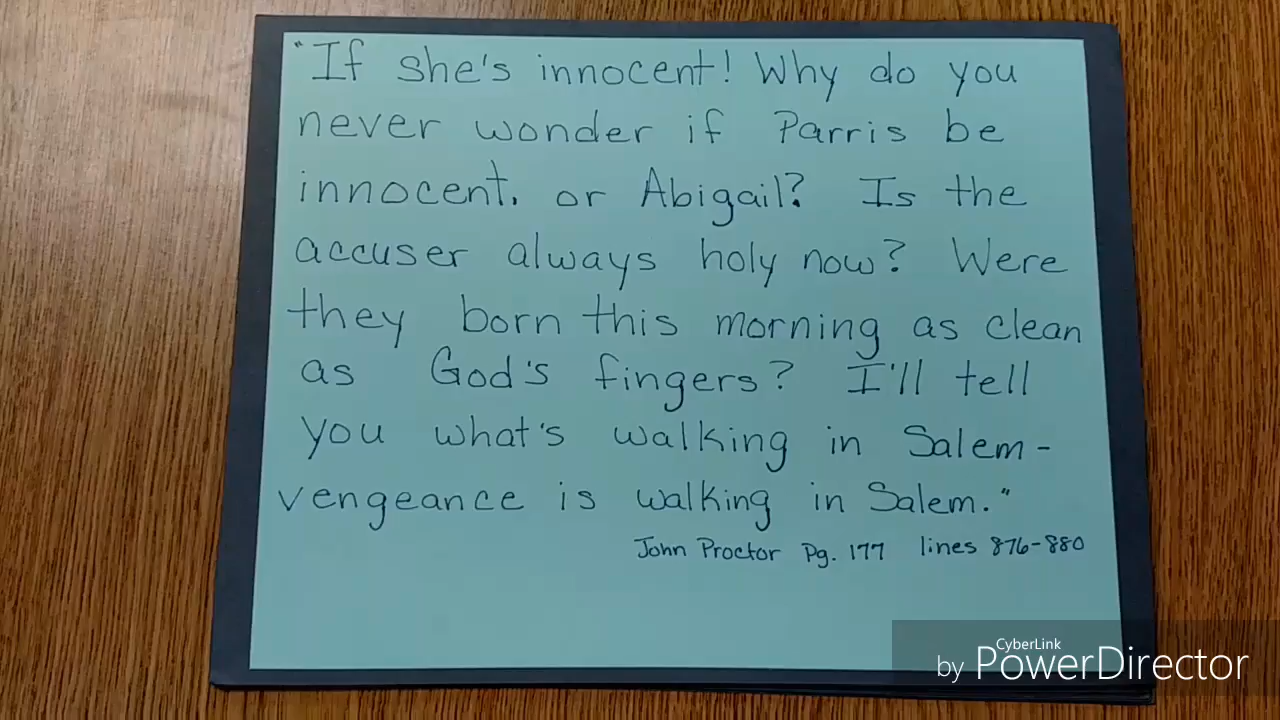 "If she's innocent! Why do you
never wonder if Parris be
innocent. or Abigail? Is the
accuser always holy now? Were
they born this morning as clean
as God's fingers? I'll tell
you what's walking in Salem-
vengeance is walking in Salem."
John Proctor Pg. 177 lines 876-880
CyberLink
by PowerDirector